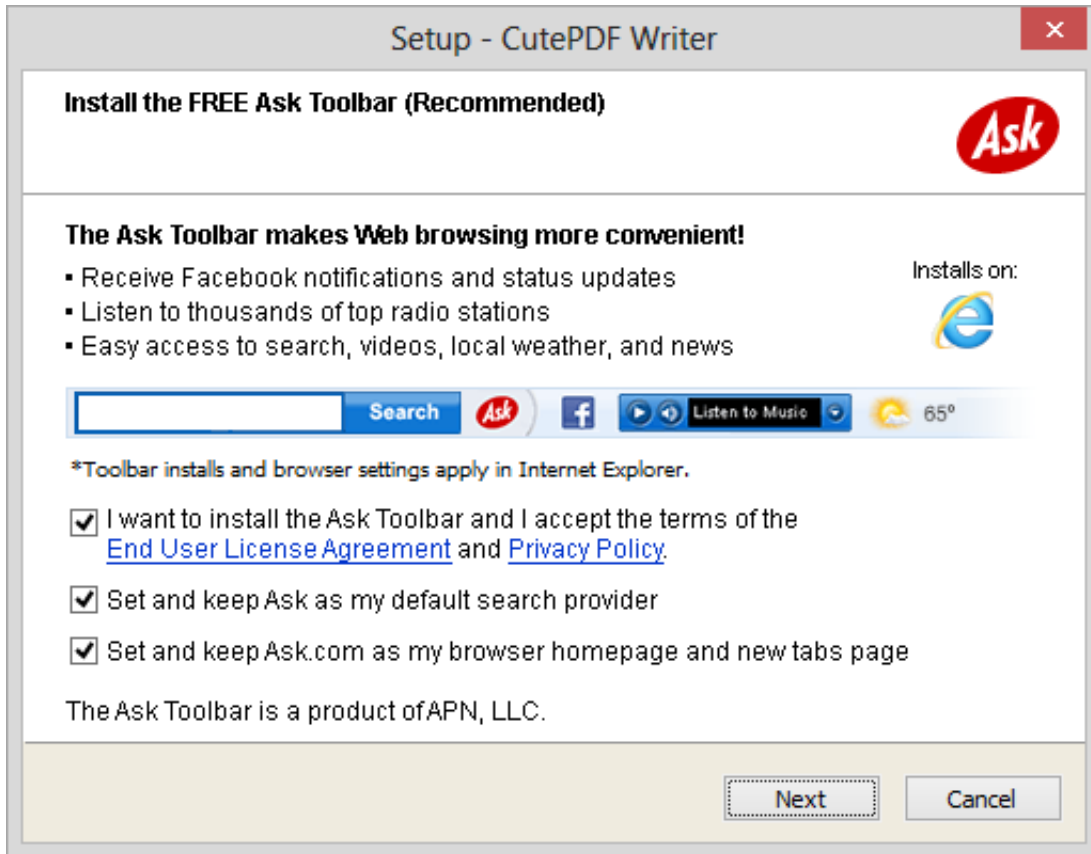 Setup - CutePDF Writer
Install the FREE Ask Toolbar (Recommended)
Ask
The Ask Toolbar makes Web browsing more convenient!
▪ Receive Facebook notifications and status updates
Installs on:
▪ Listen to thousands of top radio stations
▪ Easy access to search, videos, local weather, and news
Search Ask f Listen to Music 65º
*Toolbar installs and browser settings apply in Internet Explorer.
I want to install the Ask Toolbar and I accept the terms of the
End User License Agreement and Privacy Policy.
Set and keep Ask as my default search provider
Set and keep Ask.com as my browser homepage and new tabs page
The Ask Toolbar is a product of APN, LLC.
Next Cancel